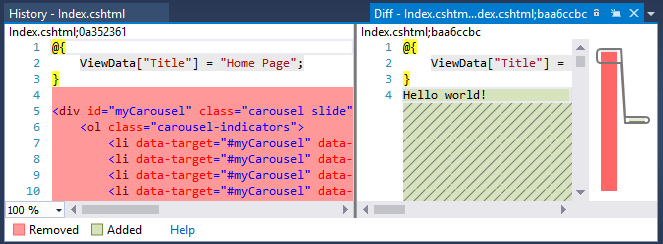 History - Index.cshtml
Diff - Index.cshtm...dex.cshtml;baa6ccbc
Index.cshtml;0a352361
1 @{
2 ViewData["Title"] = "Home Page";
3 }
4
5 <div id="myCarousel" class="carousel slide"
6 <ol class="carousel-indicators">
7 <li data-target="#myCarousel" data-
8 <li data-target="#myCarousel" data-
9 <li data-target="#myCarousel" data-
10 <li data-target="#myCarousel" data-
100 %
Index.cshtml;baa6ccbc
1 @{
2 ViewData["Title"] =
3 }
4 Hello world!
Removed Added Help